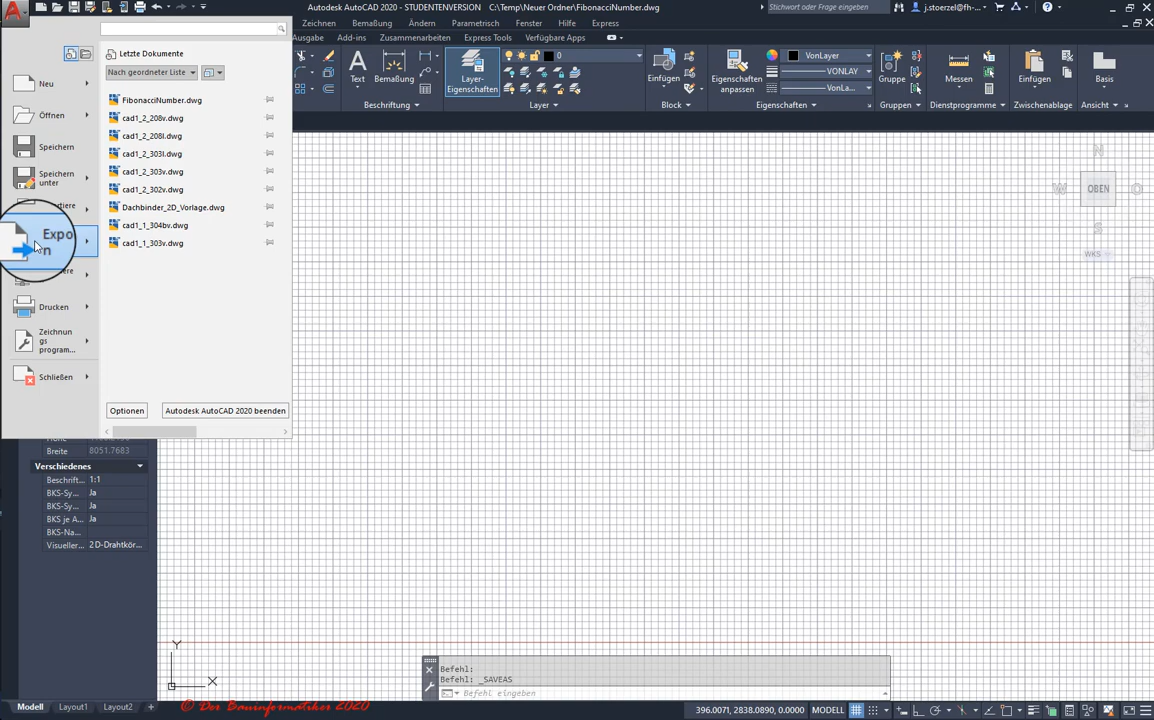 Autodesk AutoCAD 2020 - STUDENTENVERSION C:\Temp\Neuer Ordner\FibonacciNumber.dwg
Stichwort oder Frage eingeben
j.stoerzel@fh-...
Zeichnen Bemaßung Ändern Parametrisch Fenster Hilfe Express
Add-ins Zusammenarbeiten Express Tools Verfügbare Apps
Letzte Dokumente
Nach geordneter Liste
Neu
Öffnen
Speichern
Speichern
unter
Expo
n
Drucken
Zeichnun
gs
program...
Schließen
FibonacciNumber.dwg
cad1_2_208v.dwg
cad1_2_208l.dwg
cad1_2_303l.dwg
cad1_2_303v.dwg
cad1_2_302v.dwg
Dachbinder_2D_Vorlage.dwg
cad1_1_304bv.dwg
cad1_1_303v.dwg
Optionen
Autodesk AutoCAD 2020 beenden
Text
Bemaßung
Layer-
Eigenschaften
0
Einfügen
Eigenschaften
anpassen
VonLayer
VONLAY
VonLa...
Gruppe
Messen
Einfügen
Basis
Beschriftung
Layer
Block
Eigenschaften
Gruppen
Dienstprogramme
Zwischenablage
Ansicht
N
W
OBEN
O
S
WKS
Breite 8051.7683
Verschiedenes
Beschrift... 1:1
BKS-Sy... Ja
BKS-Sy... Ja
BKS je A... Ja
BKS-Na...
Visueller... 2D-Drahtkör...
Y
X
Befehl:
Befehl: _SAVEAS
Befehl eingeben
Modell Layout1 Layout2
© Der Bauinformatiker 2020
396.0071, 2838.0890, 0.0000 MODELL